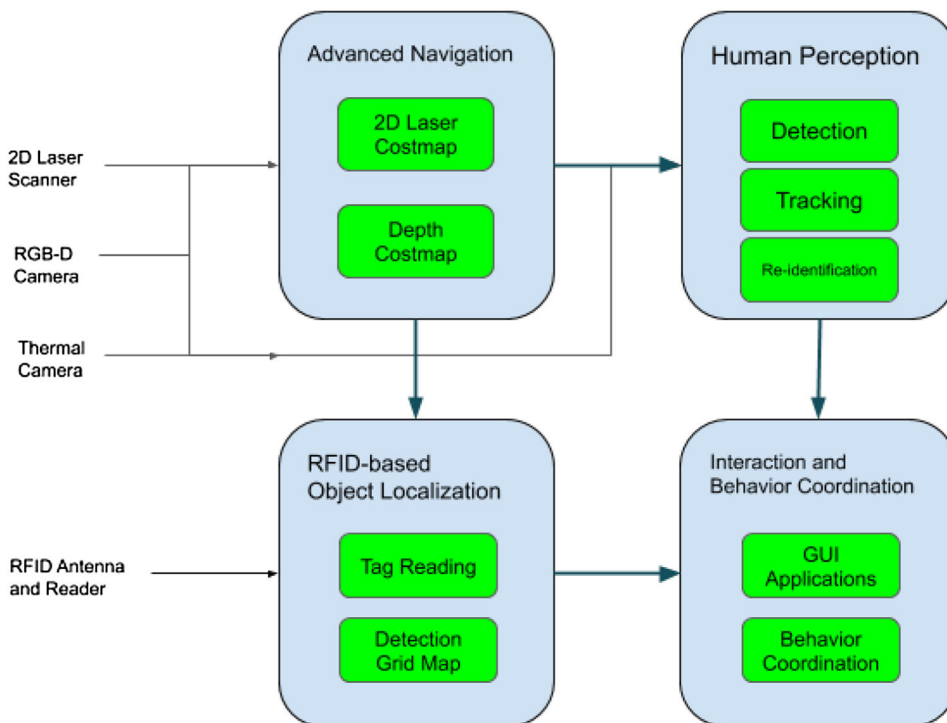 Advanced Navigation
2D Laser
Costmap
Depth
Costmap
Human Perception
Detection
Tracking
Re-identification
2D Laser
Scanner
RGB-D
Camera
Thermal
Camera
RFID-based
Object Localization
Tag Reading
Detection
Grid Map
Interaction and
Behavior Coordination
GUI
Applications
Behavior
Coordination
RFID Antenna
and Reader